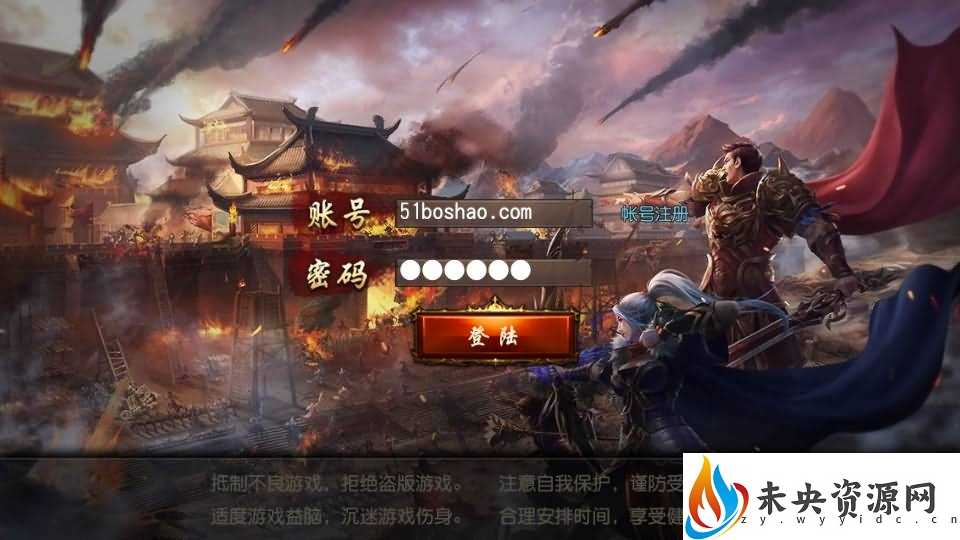 账号 51boshao.com 帐号注册
密码
登陆
抵制不良游戏，拒绝盗版游戏。 注意自我保护，谨防受
适度游戏益脑，沉迷游戏伤身。 合理安排时间，享受健
未央资源网
zy.wyyidc.cn